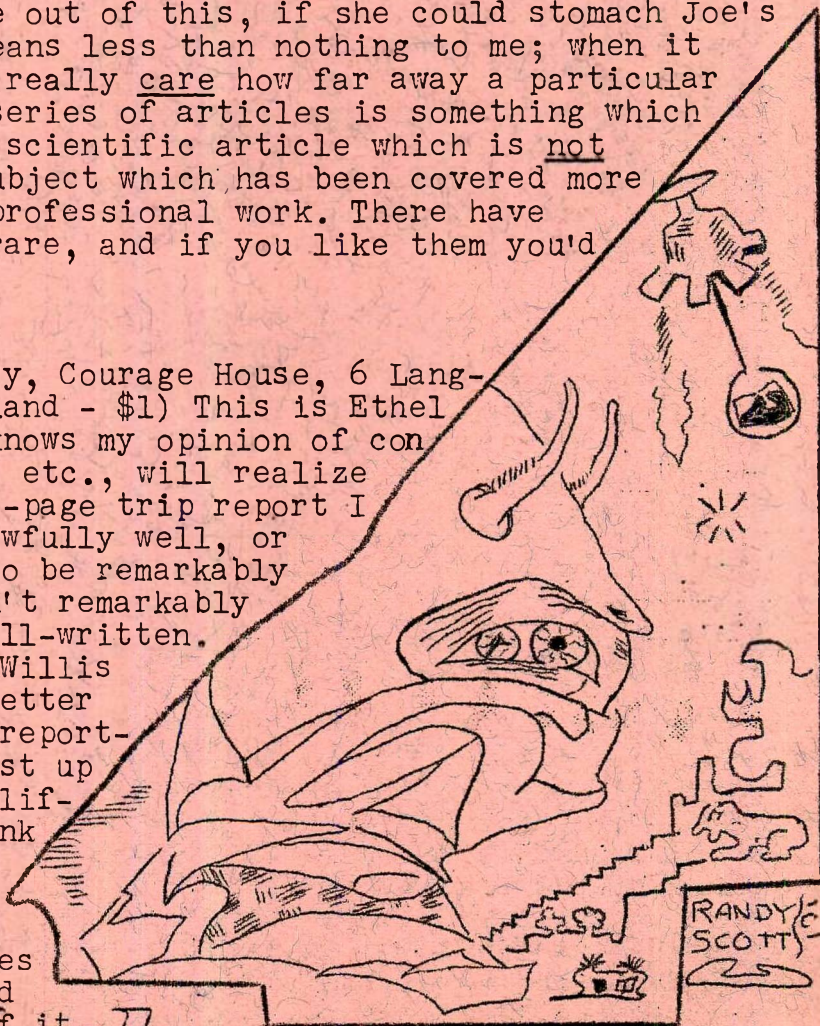 e out of this, if she could stomach Joe's
eans less than nothing to me; when it
really care how far away a particular
series of articles is something which
scientific article which is not
ubject which has been covered more
professional work. There have
rare, and if you like them you'd
y, Courage House, 6 Lang-
and - $1) This is Ethel
nows my opinion of con
etc., will realize
-page trip report I
wfully well, or
o be remarkably
't remarkably
ll-written.
Willis
etter
report-
st up
lif-
nk
es
d
f it
RANDY
SCOTT